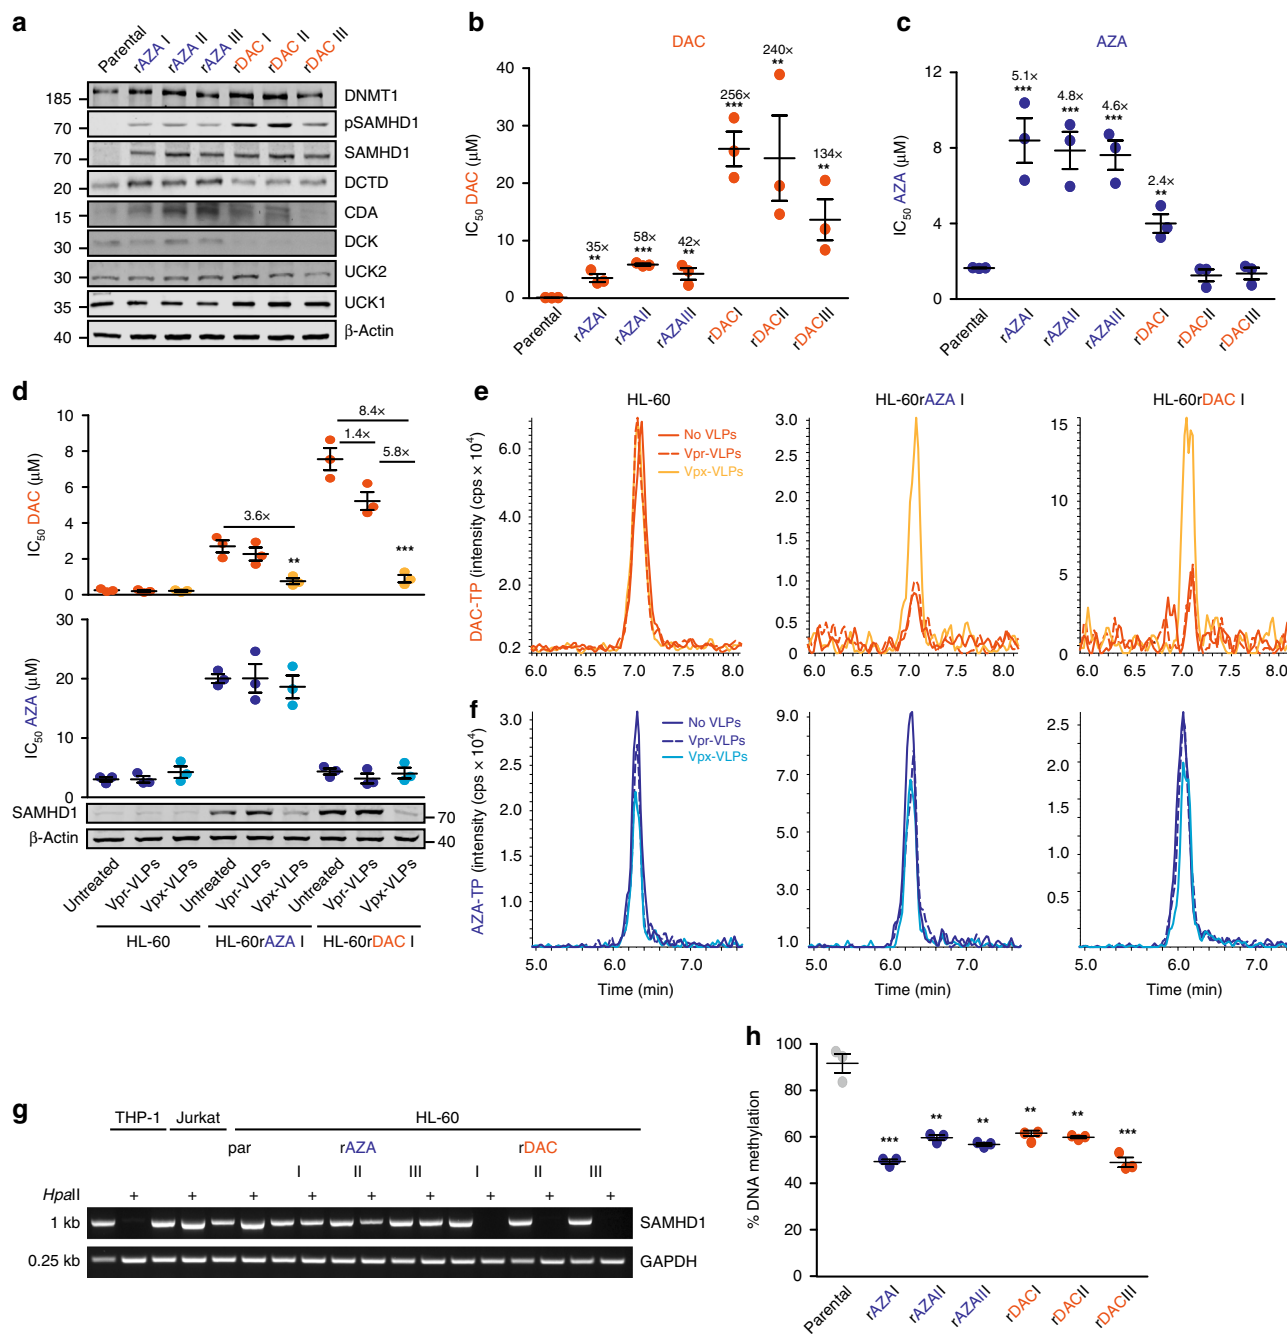 a
Parental
rAZA I
rAZA II
rAZA III
rDAC I
rDAC II
rDAC III
185
DNMT1
70
pSAMHD1
70
SAMHD1
20
DCTD
15
CDA
30
DCK
30
UCK2
35
UCK1
40
β-Actin
b
DAC
IC50 DAC (μM)
40
30
20
10
0
35×
**
58×
***
42×
**
256×
***
240×
**
134×
**
Parental
rAZAI
rAZAII
rAZAIII
rDACI
rDACII
rDACIII
c
AZA
IC50 AZA (μM)
12
8
4
0
5.1×
***
4.8×
***
4.6×
***
2.4×
**
Parental
rAZAI
rAZAII
rAZAIII
rDACI
rDACII
rDACIII
d
IC50 DAC (μM)
10
8
6
4
2
0
3.6×
**
8.4×
1.4×
5.8×
***
IC50 AZA (μM)
30
20
10
0
SAMHD1
70
β-Actin
40
Untreated
Vpr-VLPs
Vpx-VLPs
Untreated
Vpr-VLPs
Vpx-VLPs
Untreated
Vpr-VLPs
Vpx-VLPs
HL-60
HL-60rAZA I
HL-60rDAC I
e
HL-60
HL-60rAZA I
HL-60rDAC I
DAC-TP (intensity (cps × 10⁴)
No VLPs
Vpr-VLPs
Vpx-VLPs
6.0
4.0
2.0
0.2
6.0 7.0 8.0
3.0
2.5
2.0
1.5
1.0
0.5
0
6.0 7.0 8.0
15
10
5
0
6.0 7.0 8.0
f
AZA-TP (intensity (cps × 10⁴)
No VLPs
Vpr-VLPs
Vpx-VLPs
3.0
2.5
2.0
1.5
1.0
5.0 6.0 7.0
Time (min)
9.0
7.0
5.0
3.0
1.0
5.0 6.0 7.0
Time (min)
2.5
2.0
1.5
1.0
0.5
5.0 6.0 7.0
Time (min)
g
THP-1 Jurkat HL-60
par rAZA rDAC
I II III I II III
HpaII + + + + + + + + +
1 kb
SAMHD1
0.25 kb
GAPDH
h
% DNA methylation
100
80
60
40
20
0
***
**
**
**
**
***
Parental
rAZAI
rAZAII
rAZAIII
rDACI
rDACII
rDACIII